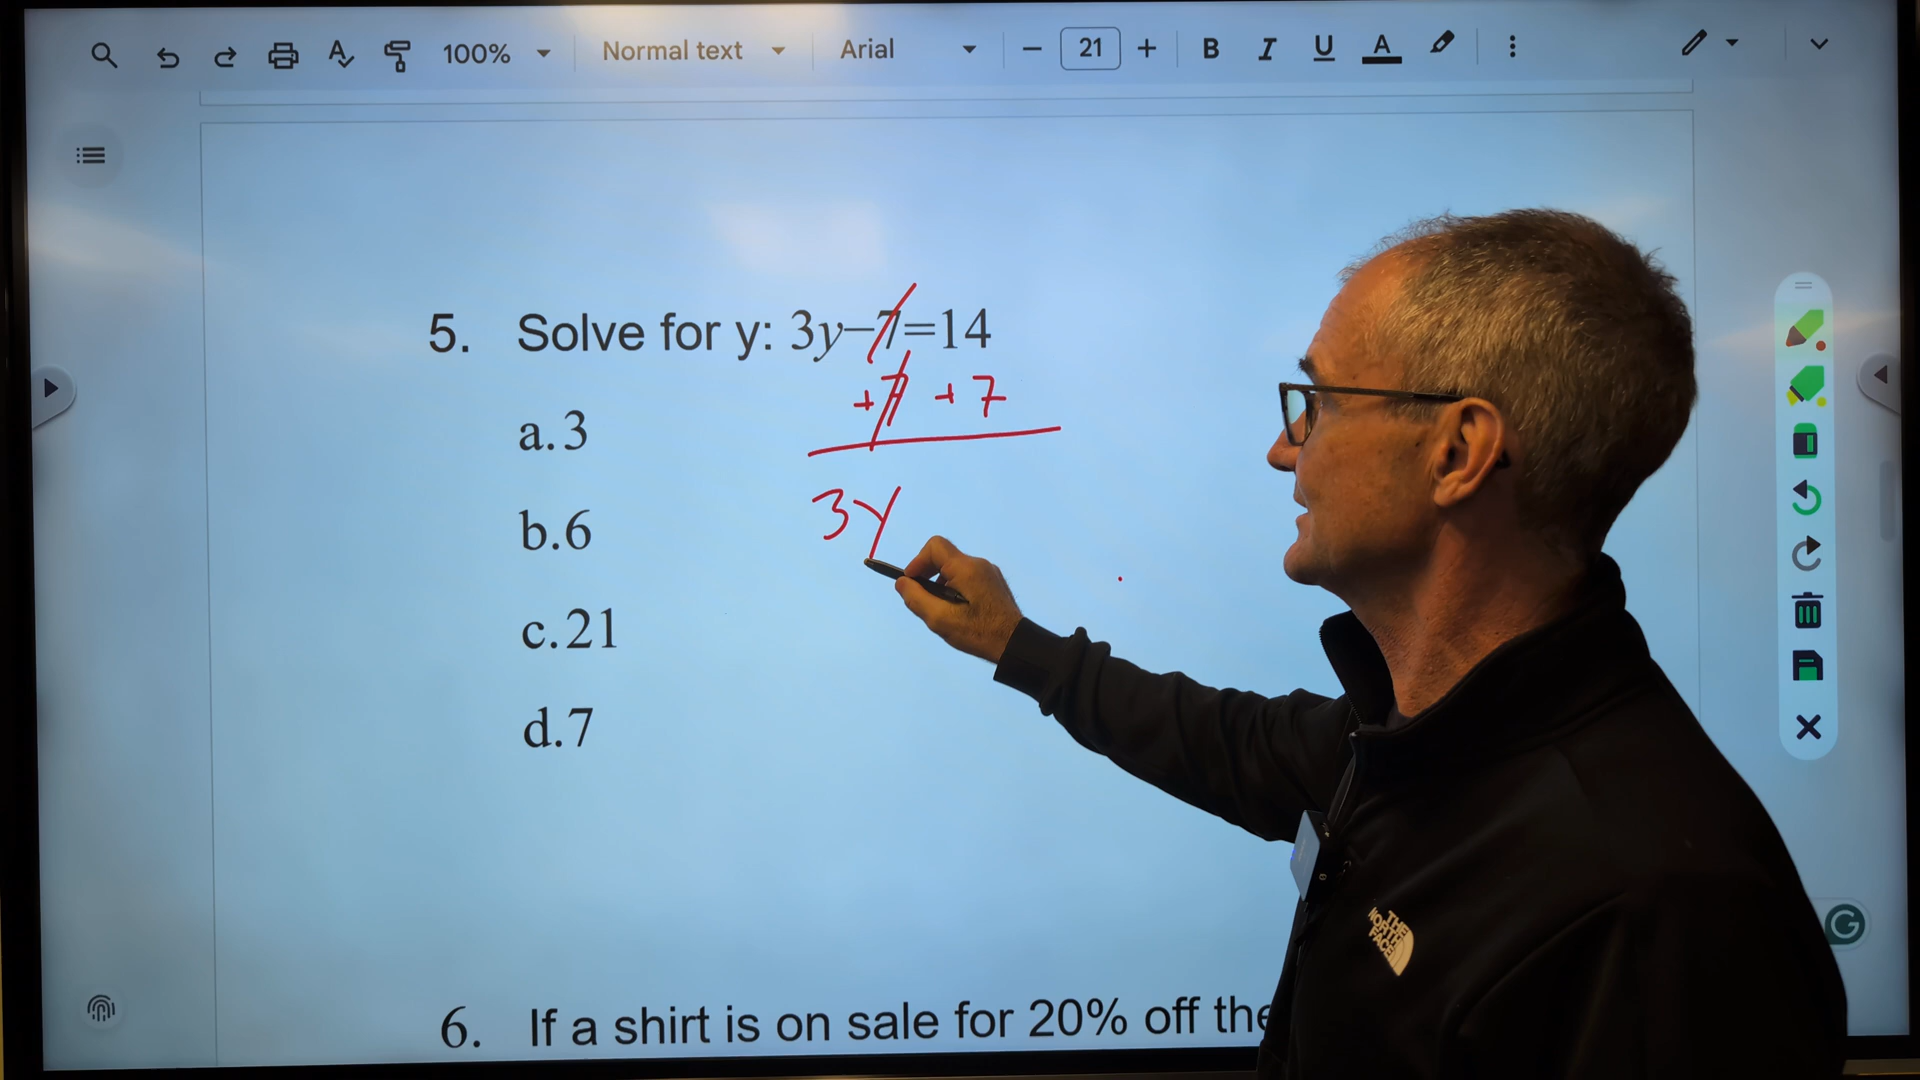 100% Normal text Arial − 21 + B I U A
5. Solve for y: 3y−7=14
+7 +7
a. 3
3y
b. 6
c. 21
d. 7
THE
NORTH
FACE
G
6. If a shirt is on sale for 20% off the